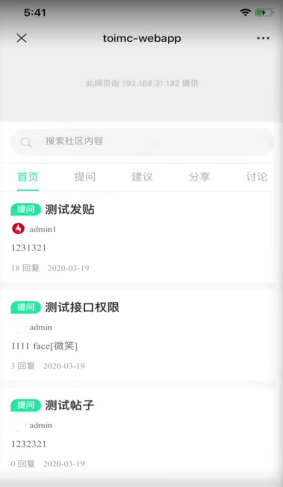 5:41
toimc-webapp
此网页由 192.168.31.182 提供
搜索社区内容
首页 提问 建议 分享 讨论
提问 测试发贴
admin1
1231321
18 回复 2020-03-19
提问 测试接口权限
admin
1111 face[微笑]
3 回复 2020-03-19
提问 测试帖子
admin
1232321
0 回复 2020-03-19